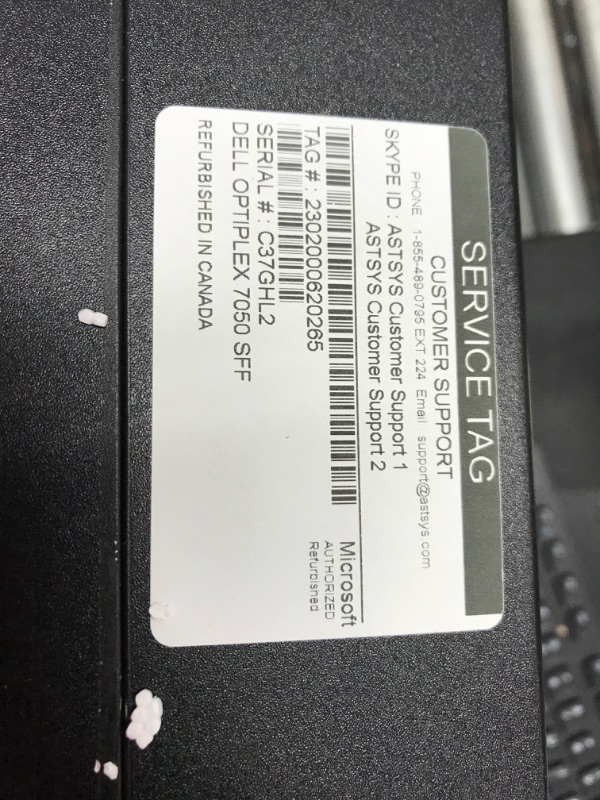 SERVICE TAG
CUSTOMER SUPPORT
PHONE 1-855-489-0795 EXT 224 Email support@astsys.com
SKYPE ID : ASTSYS Customer Support 1
ASTSYS Customer Support 2
TAG # : 2302000620265
SERIAL # : C37GHL2
DELL OPTIPLEX 7050 SFF
REFURBISHED IN CANADA
Microsoft
AUTHORIZED
Refurbished